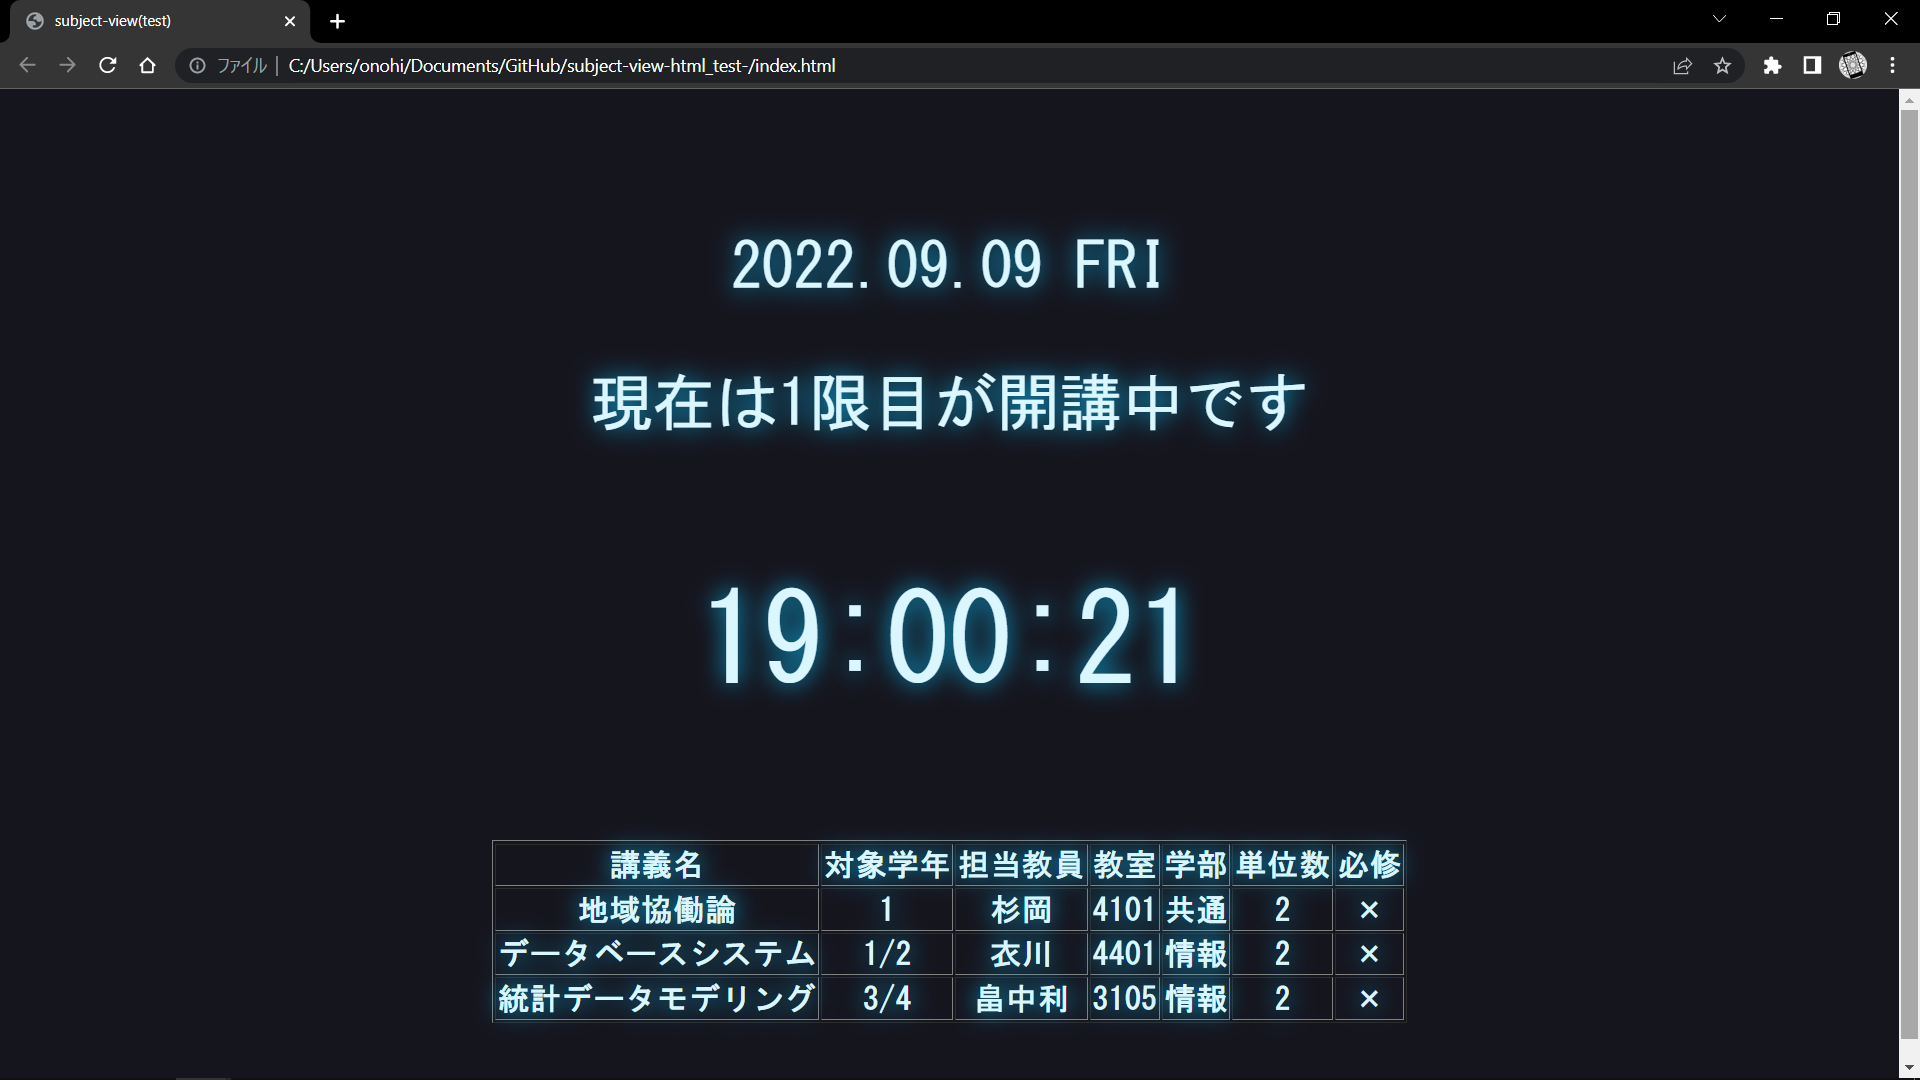 subject-view(test)
ファイル | C:/Users/onohi/Documents/GitHub/subject-view-html_test-/index.html
2022.09.09 FRI
現在は1限目が開講中です
19:00:21
講義名 対象学年 担当教員 教室 学部 単位数 必修
地域協働論 1 杉岡 4101 共通 2 ×
データベースシステム 1/2 衣川 4401 情報 2 ×
統計データモデリング 3/4 畠中利 3105 情報 2 ×